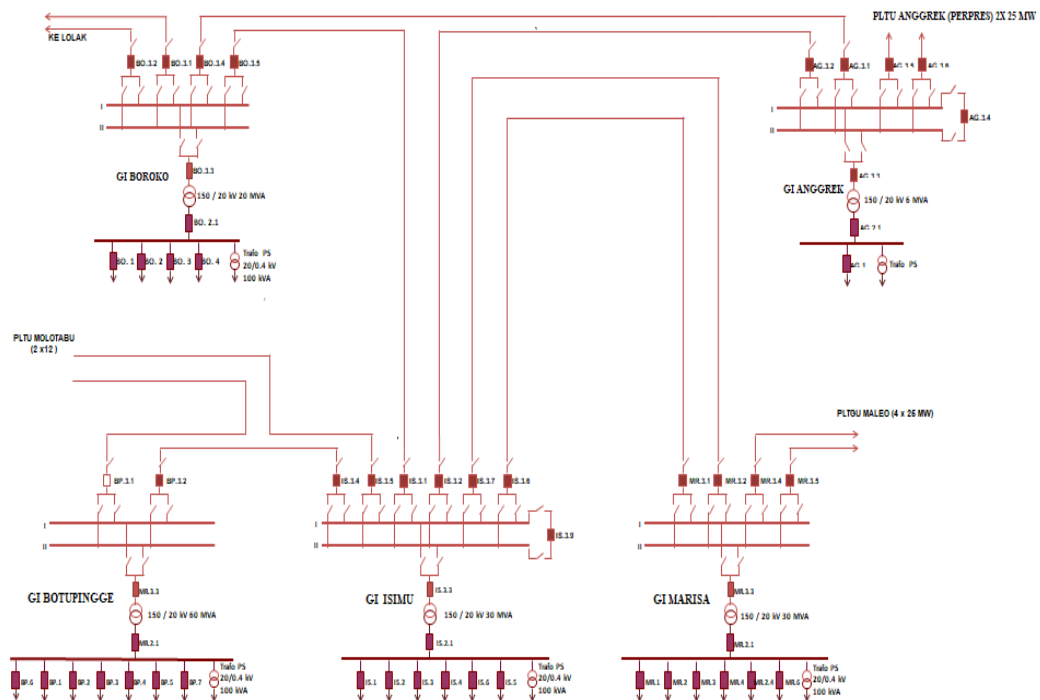 PLTU ANGGREK (PERPRES) 2X 25 MW
KE LOLAK
BO.3.2
BO.3.1
BO.3.4
BO.3.5
AG.3.2
AG.3.1
AG.3.5
AG.3.6
I
II
I
II
AG.3.4
BO.3.3
GI BOROKO
150 / 20 kV 20 MVA
BO. 2.1
AG.3.3
GI ANGGREK
150 / 20 kV 6 MVA
AG.2.1
BO. 1
BO. 2
BO. 3
BO. 4
Trafo PS
20/0.4 kV
100 kVA
AG.1
Trafo PS
PLTU MOLOTABU
(2 x12 )
PLTGU MALEO (4 x 25 MW)
BP.3.1
BP.3.2
IS.3.4
IS.3.5
IS.3.1
IS.3.2
IS.3.7
IS.3.6
MR.3.1
MR.3.2
MR.3.4
MR.3.5
I
II
I
II
IS.3.9
I
II
MR.3.3
GI BOTUPINGGE
150 / 20 kV 60 MVA
MR.2.1
IS.3.3
GI ISIMU
150 / 20 kV 30 MVA
IS.2.1
MR.3.3
GI MARISA
150 / 20 kV 30 MVA
MR.2.1
BP.6
BP.1
BP.2
BP.3
BP.4
BP.5
BP.7
Trafo PS
20/0.4 kV
100 kVA
IS.1
IS.2
IS.3
IS.4
IS.6
IS.5
Trafo PS
20/0.4 kV
100 kVA
MR.1
MR.2
MR.3
MR.4
MR.2.4
MR.6
Trafo PS
20/0.4 kV
100 kVA